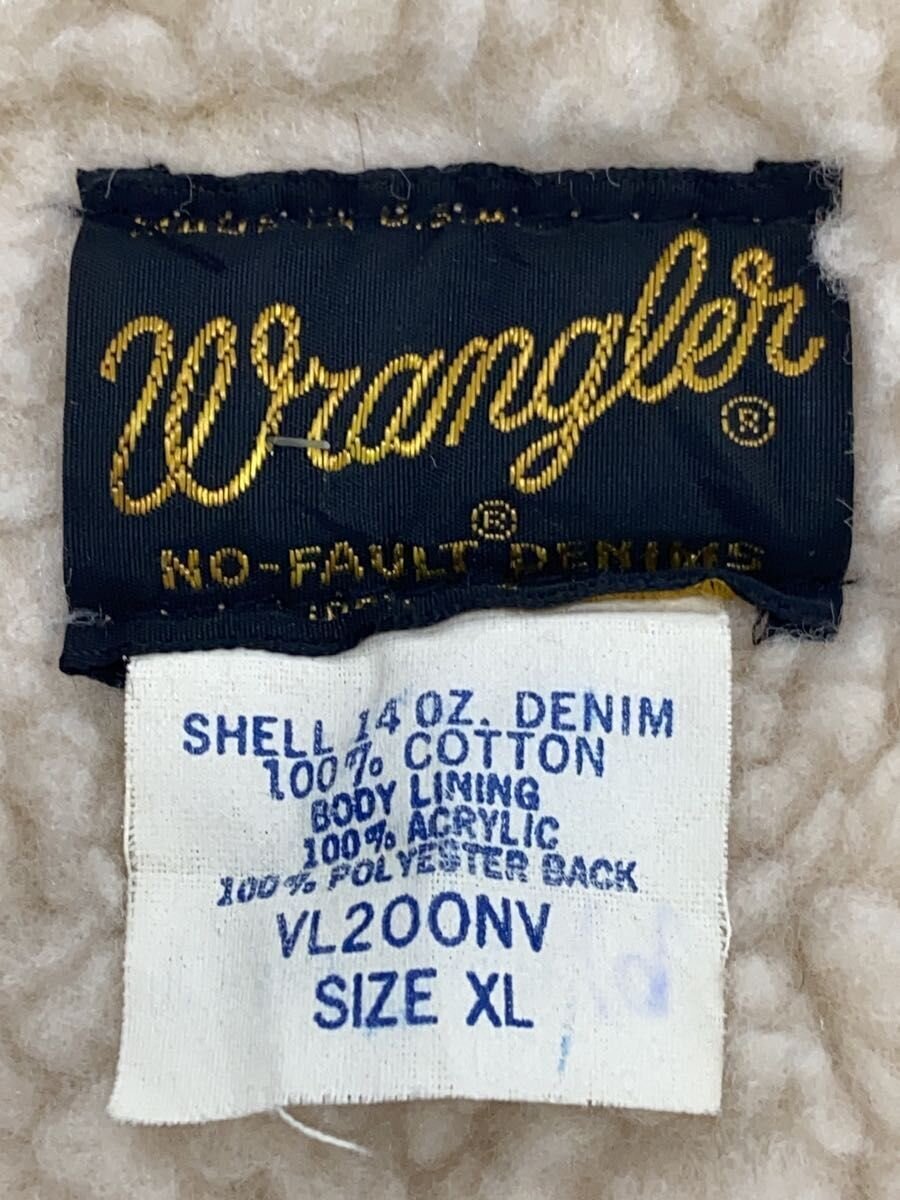 MADE IN U.S.A.
Wrangler®
NO-FAULT® DENIMS
SHELL 14 OZ. DENIM
100% COTTON
BODY LINING
100% ACRYLIC
100% POLYESTER BACK
VL200NV
SIZE XL